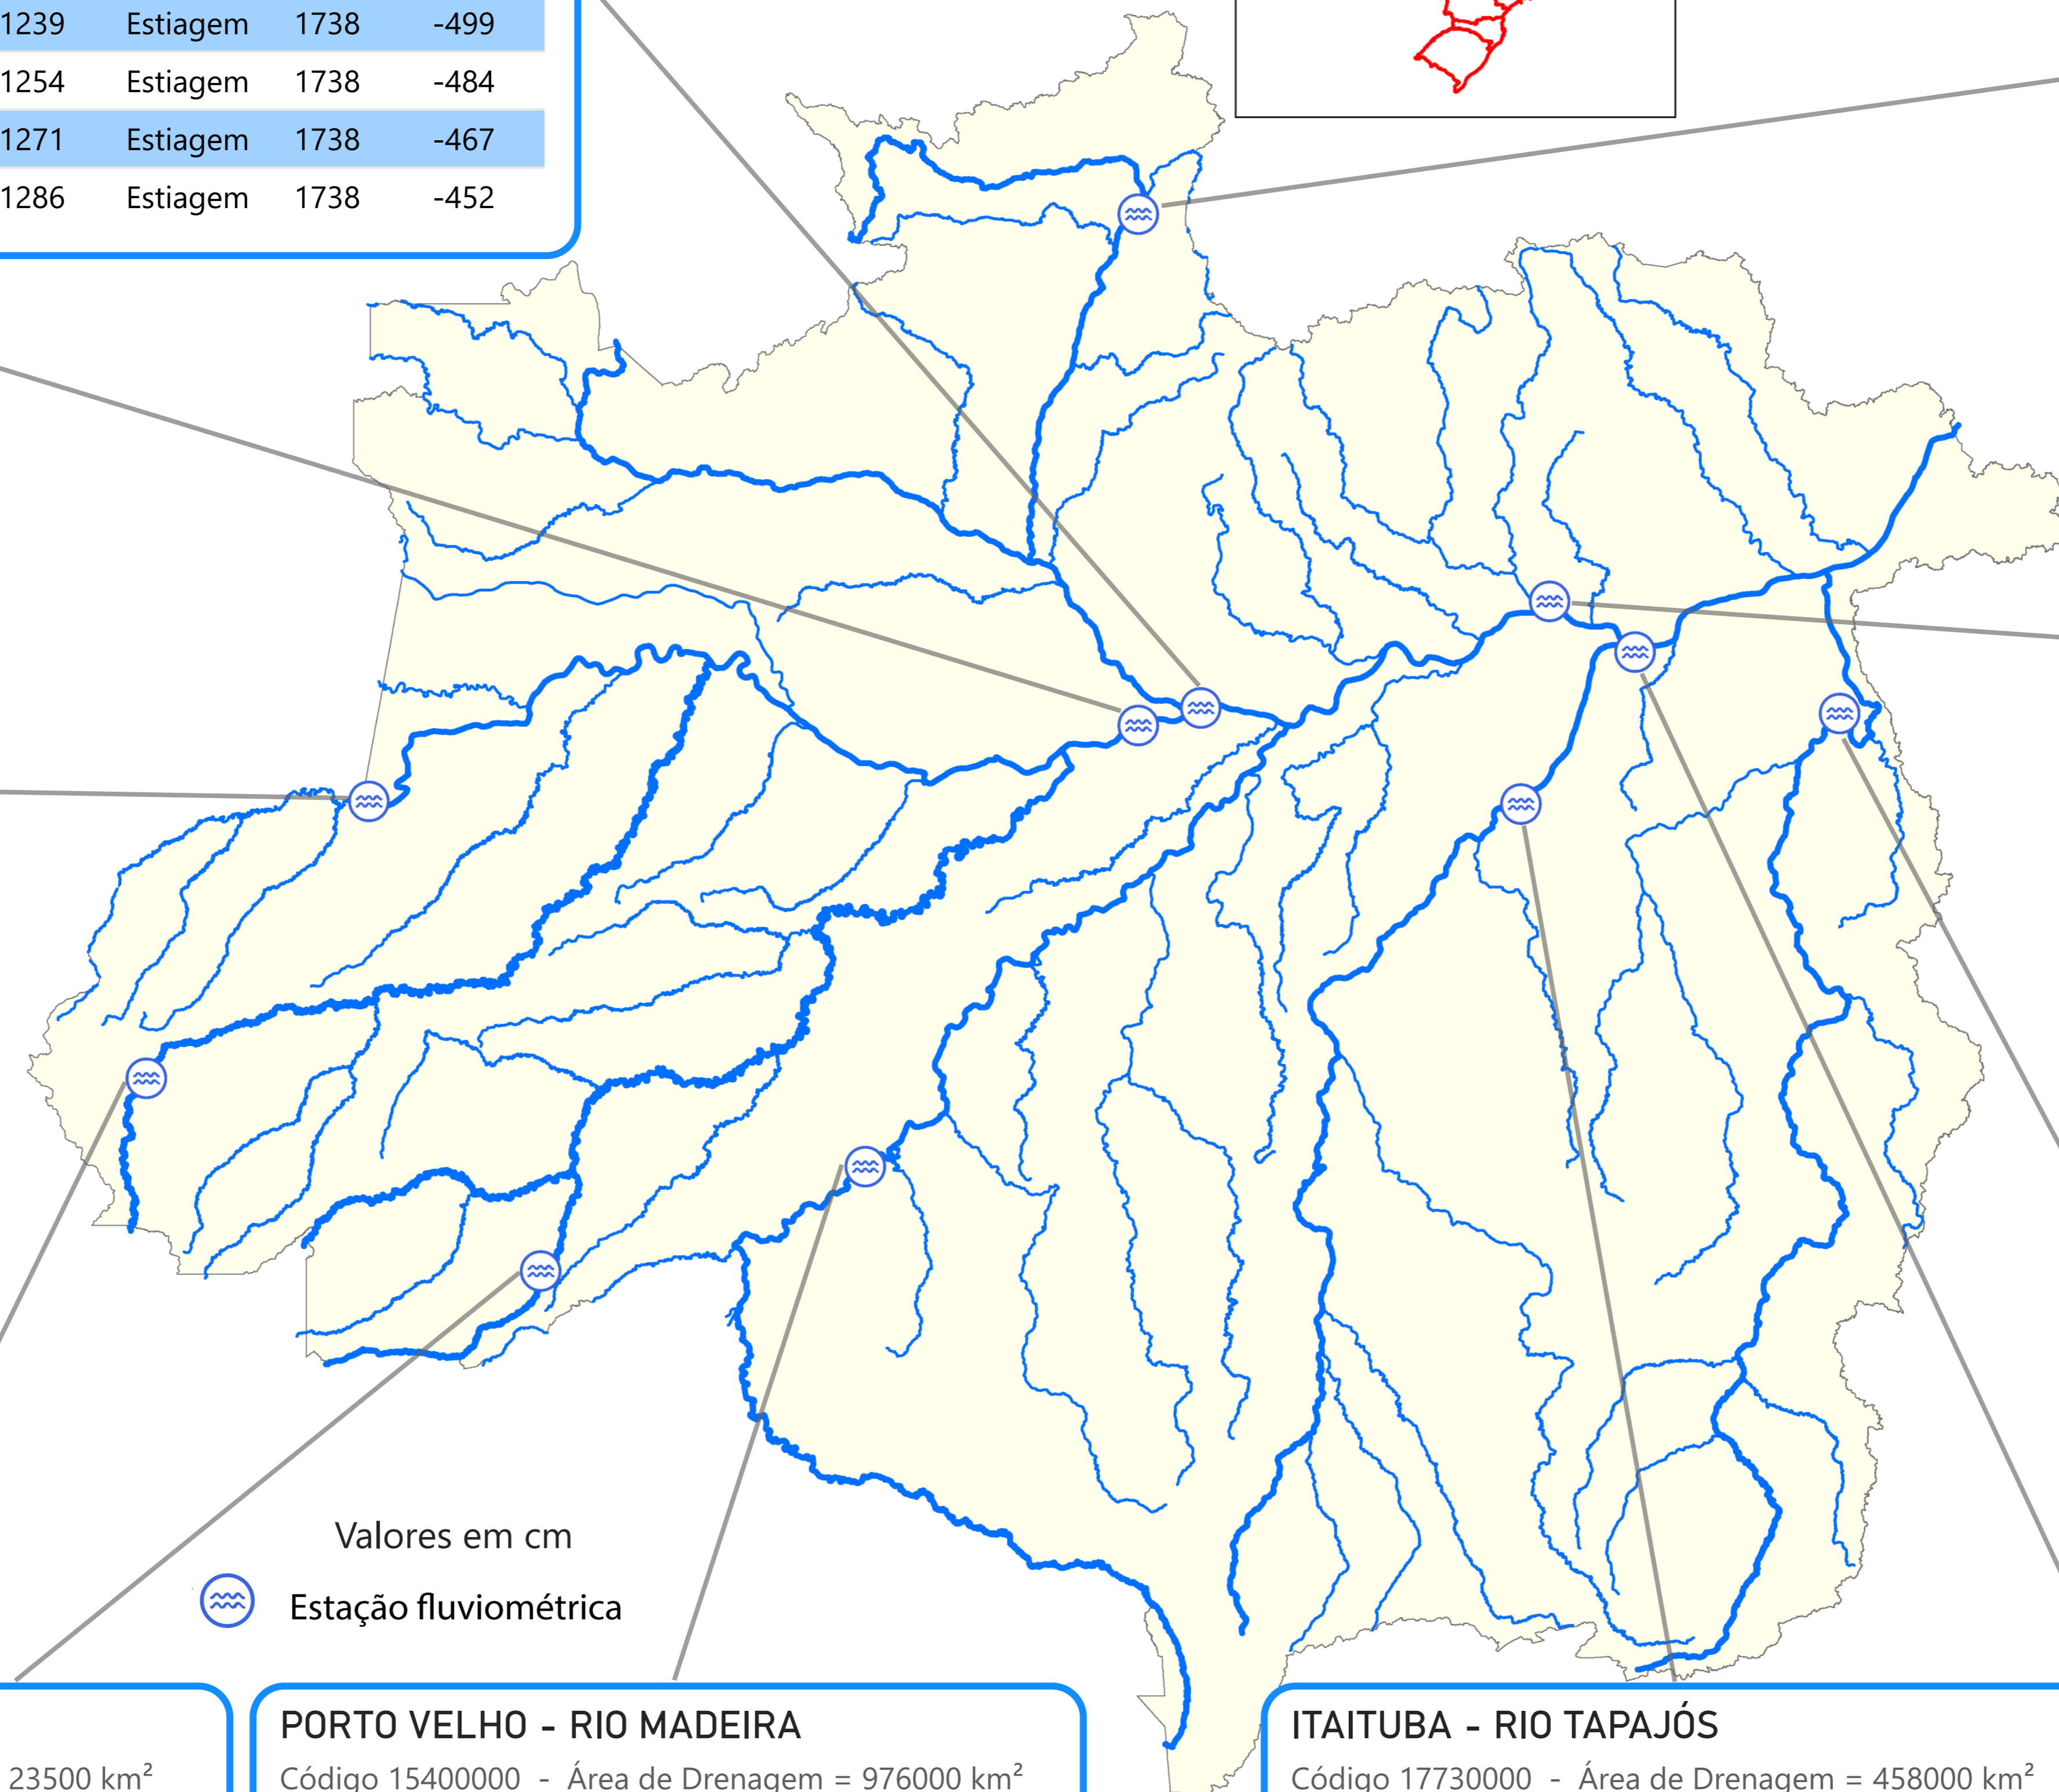 1239 Estiagem 1738 -499
1254 Estiagem 1738 -484
1271 Estiagem 1738 -467
1286 Estiagem 1738 -452
Valores em cm
Estação fluviométrica
23500 km²
PORTO VELHO - RIO MADEIRA
Código 15400000 - Área de Drenagem = 976000 km²
ITAITUBA - RIO TAPAJÓS
Código 17730000 - Área de Drenagem = 458000 km²